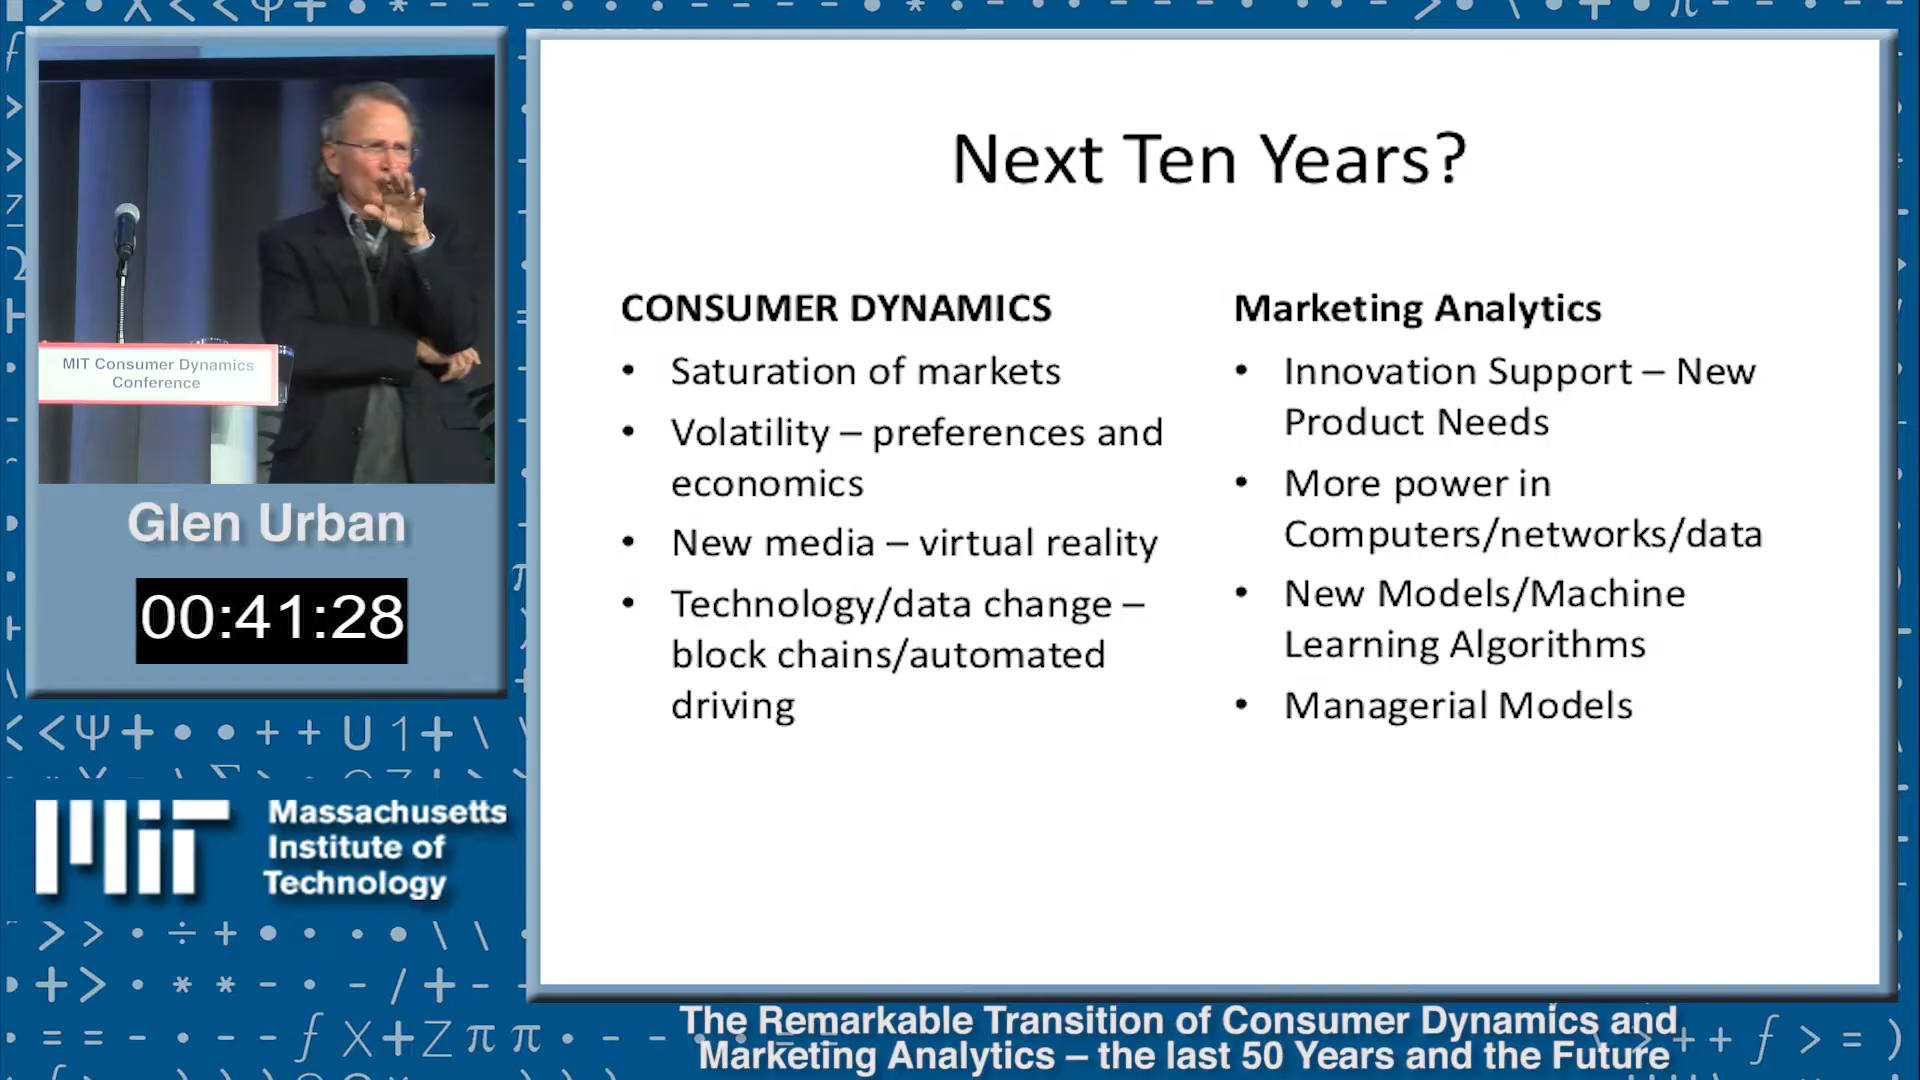 MIT Consumer Dynamics
Conference
Glen Urban
00:41:28
MIT
Massachusetts
Institute of
Technology
Next Ten Years?
CONSUMER DYNAMICS
• Saturation of markets
• Volatility – preferences and
economics
• New media – virtual reality
• Technology/data change –
block chains/automated
driving
Marketing Analytics
• Innovation Support – New
Product Needs
• More power in
Computers/networks/data
• New Models/Machine
Learning Algorithms
• Managerial Models
The Remarkable Transition of Consumer Dynamics and
Marketing Analytics – the last 50 Years and the Future